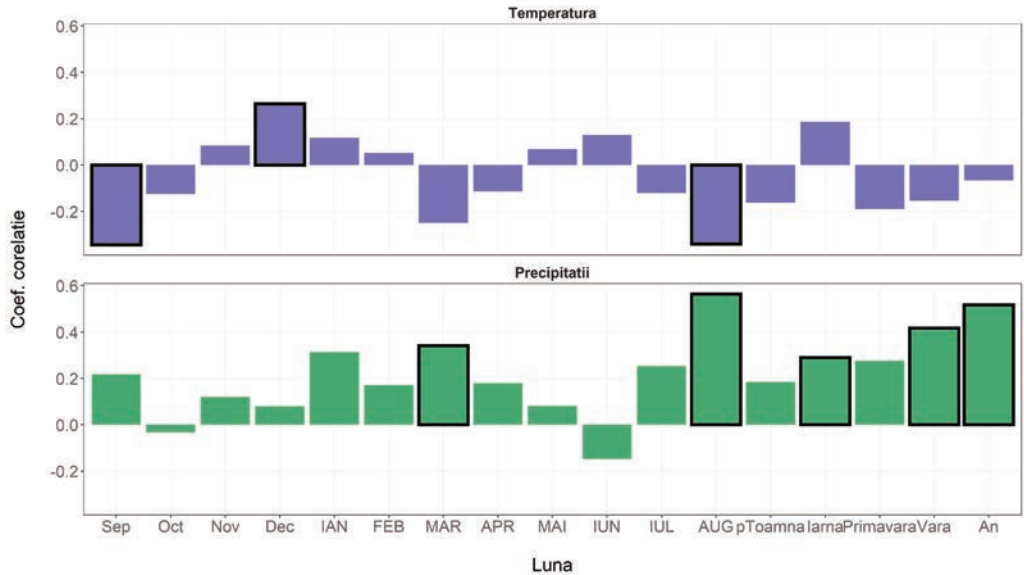 Temperatura
0.6
0.4
0.2
0.0
-0.2
Coef. corelatie
Precipitatii
0.6
0.4
0.2
0.0
-0.2
Sep Oct Nov Dec IAN FEB MAR APR MAI IUN IUL AUG pToamna Iarna Primavara Vara An
Luna